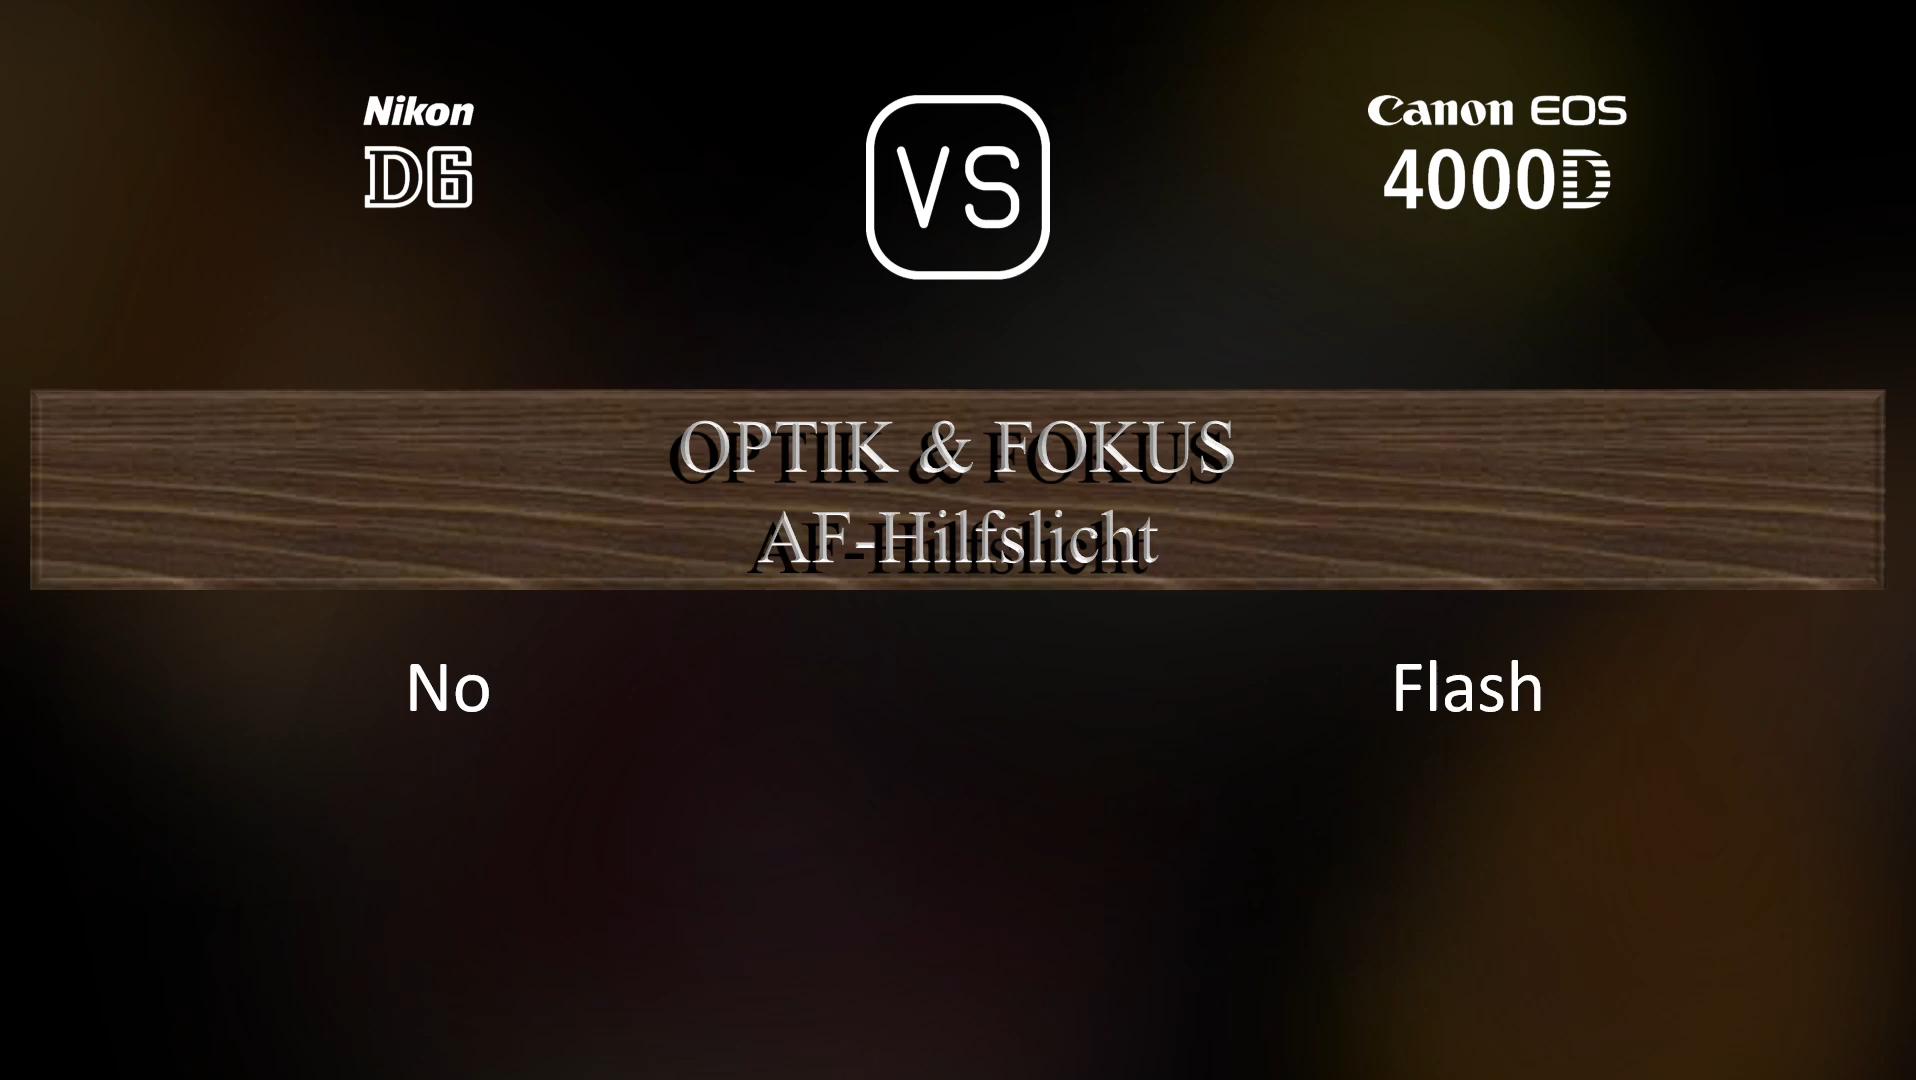 Nikon
D6
VS
Canon EOS
4000D
OPTIK & FOKUS
AF-Hilfslicht
No
Flash